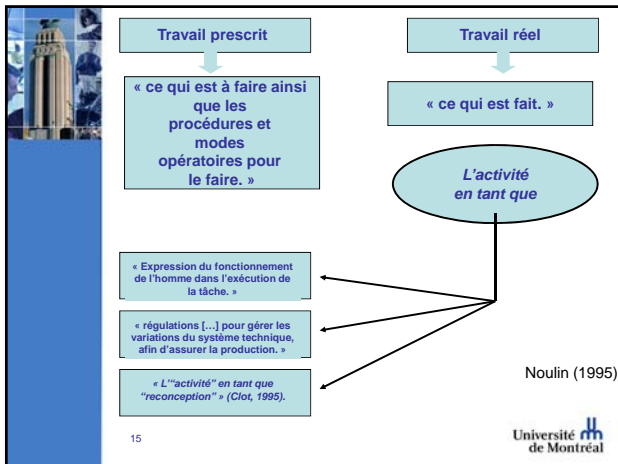 Travail prescrit
« ce qui est à faire ainsi
que les
procédures et
modes
opératoires pour
le faire. »
Travail réel
« ce qui est fait. »
L'activité
en tant que
« Expression du fonctionnement
de l'homme dans l'exécution de
la tâche. »
« régulations [...] pour gérer les
variations du système technique,
afin d'assurer la production. »
« L'"activité" en tant que
"reconception" » (Clot, 1995).
Noulin (1995)
15
Université
de Montréal